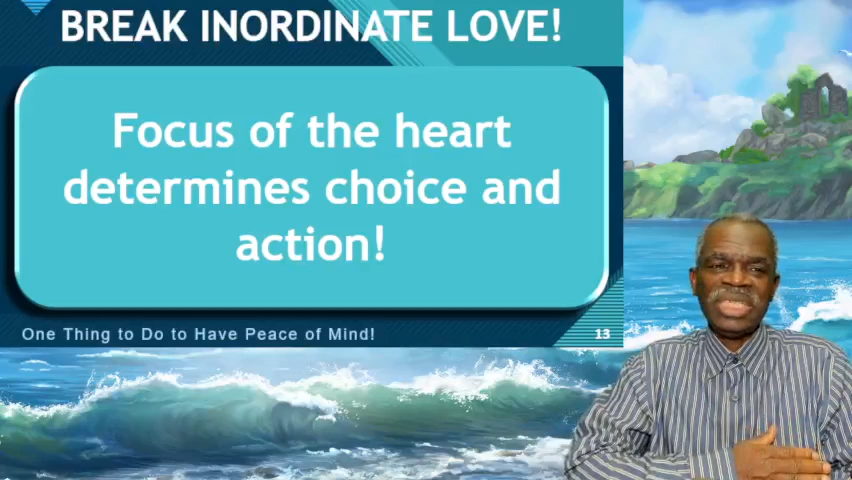 BREAK INORDINATE LOVE!
Focus of the heart
determines choice and
action!
One Thing to Do to Have Peace of Mind!
13